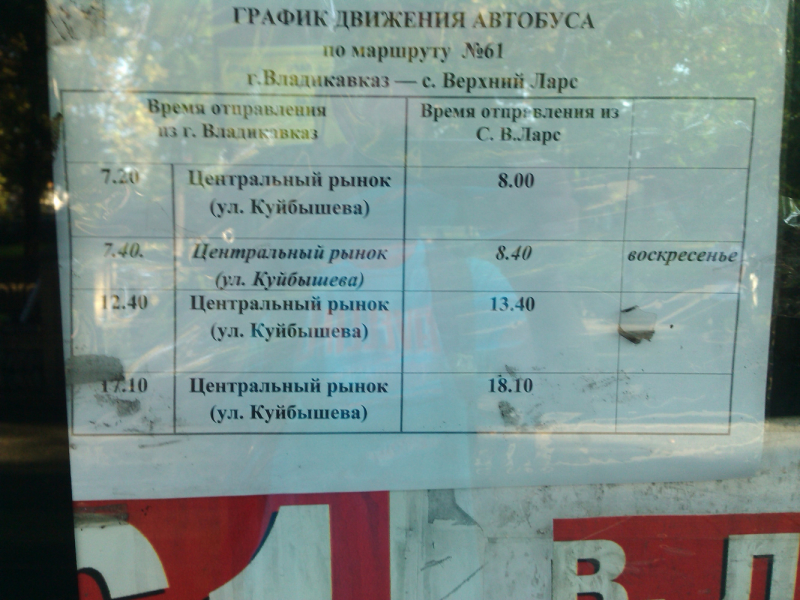 ГРАФИК ДВИЖЕНИЯ АВТОБУСА
по маршруту №61
г.Владикавказ — с. Верхний Ларс
Время отправления
из г. Владикавказ
Время отправления из
С. В.Ларс
7.20 Центральный рынок 8.00
(ул. Куйбышева)
7.40. Центральный рынок 8.40 воскресенье
(ул. Куйбышева)
12.40 Центральный рынок 13.40
(ул. Куйбышева)
17.10 Центральный рынок 18.10
(ул. Куйбышева)
61 В. Л